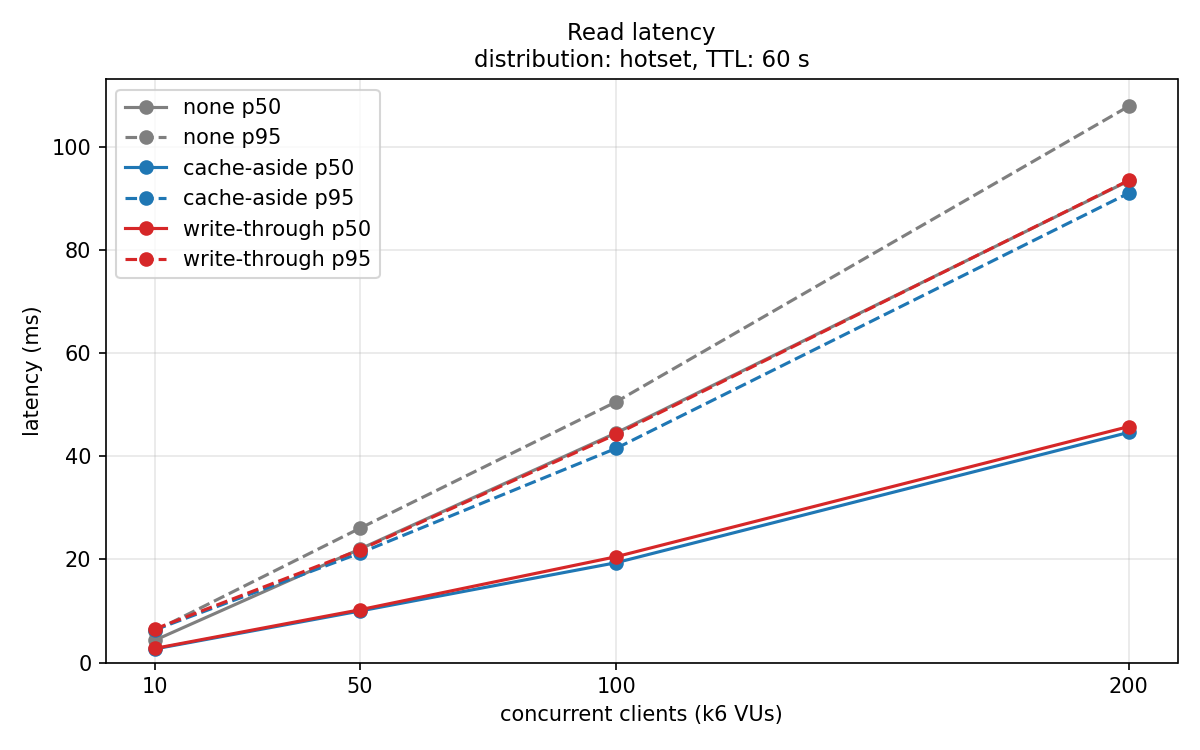 Read latency
distribution: hotset, TTL: 60 s
none p50
none p95
cache-aside p50
cache-aside p95
write-through p50
write-through p95
latency (ms)
100
80
60
40
20
0
10
50
100
200
concurrent clients (k6 VUs)